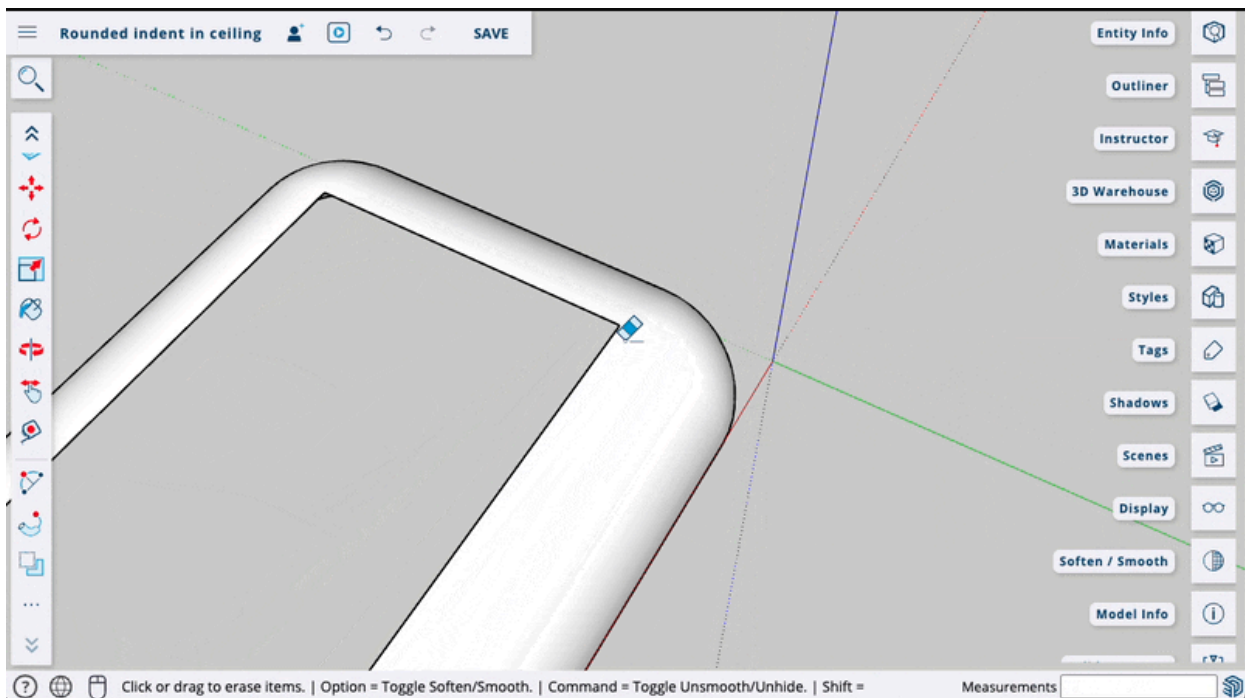 Rounded indent in ceiling
SAVE
Entity Info
Outliner
Instructor
3D Warehouse
Materials
Styles
Tags
Shadows
Scenes
Display
Soften / Smooth
Model Info
Click or drag to erase items. | Option = Toggle Soften/Smooth. | Command = Toggle Unsmooth/Unhide. | Shift =
Measurements